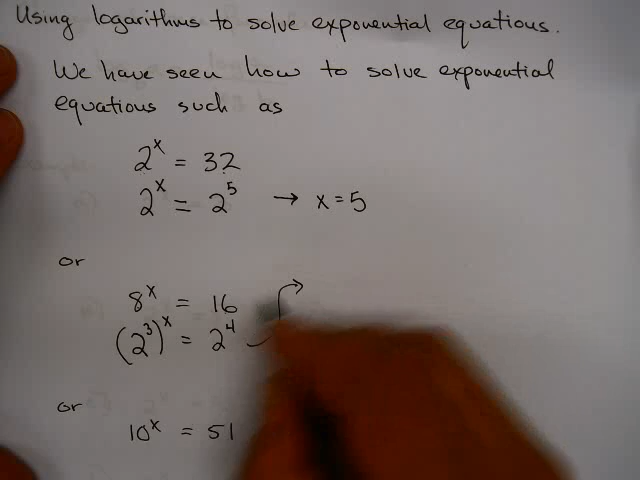 Using logarithms to solve exponential equations.
We have seen how to solve exponential
equations such as
2^x = 32
2^x = 2^5 → x = 5
or
8^x = 16
(2^3)^x = 2^4
or
10^x = 51